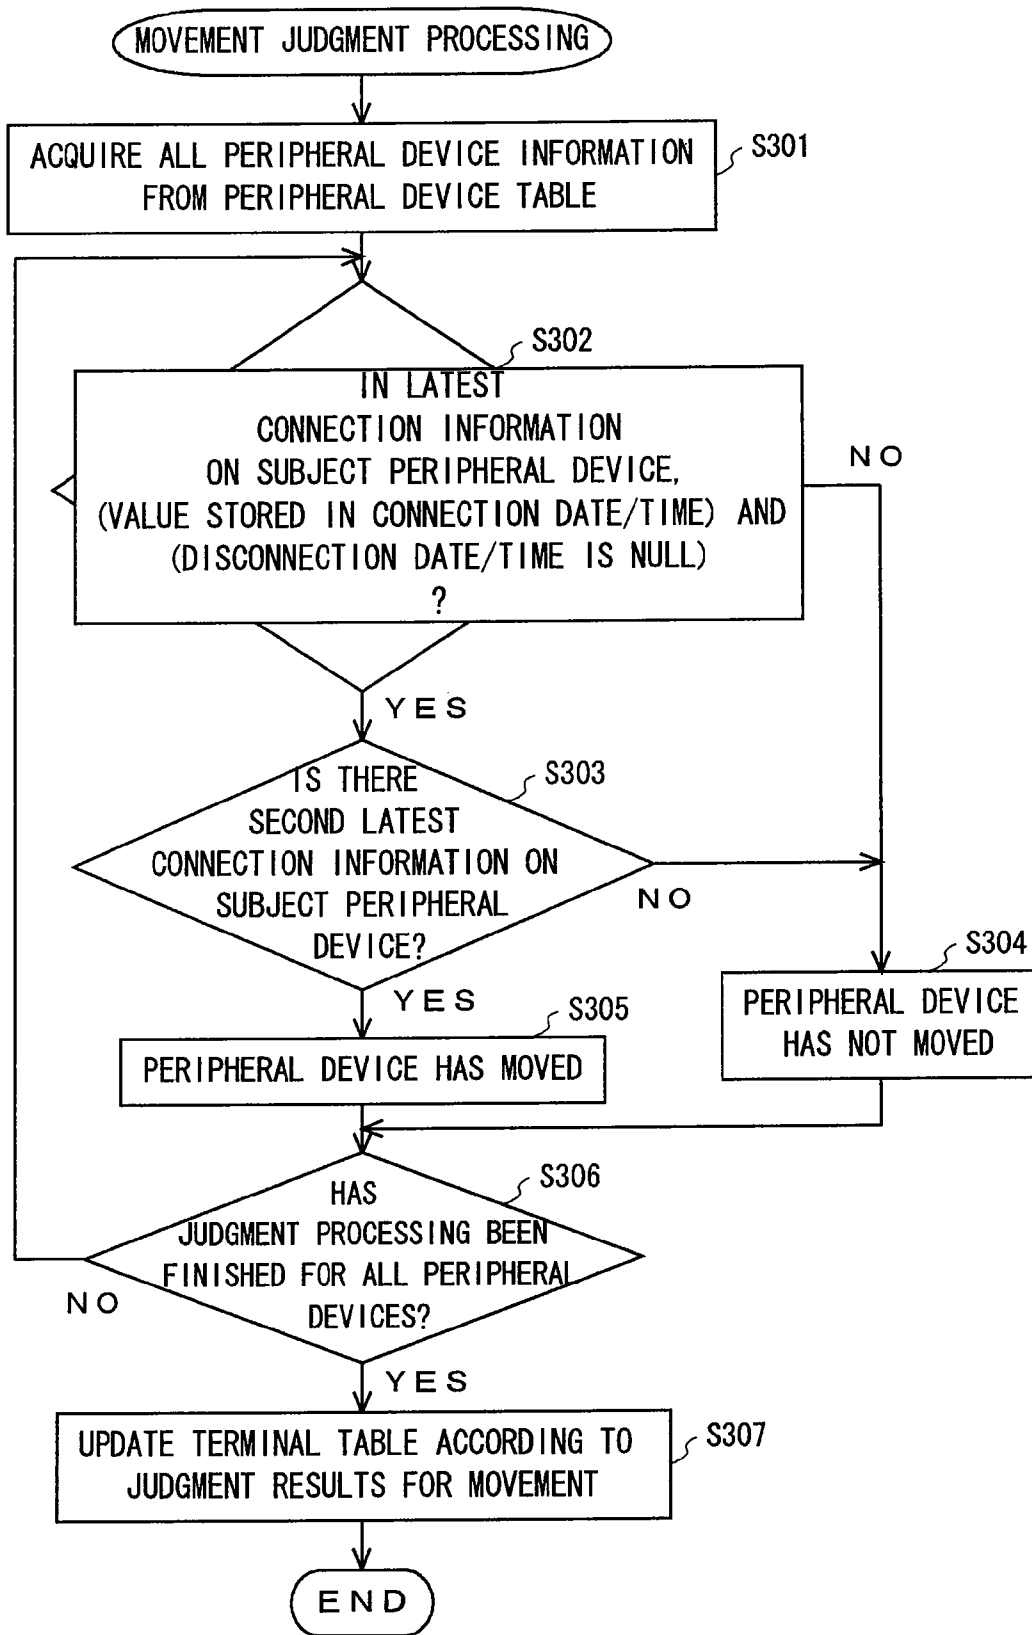 MOVEMENT JUDGMENT PROCESSING
ACQUIRE ALL PERIPHERAL DEVICE INFORMATION
FROM PERIPHERAL DEVICE TABLE
S301
S302
IN LATEST
CONNECTION INFORMATION
ON SUBJECT PERIPHERAL DEVICE,
(VALUE STORED IN CONNECTION DATE/TIME) AND
(DISCONNECTION DATE/TIME IS NULL)
?
NO
YES
S303
IS THERE
SECOND LATEST
CONNECTION INFORMATION ON
SUBJECT PERIPHERAL
DEVICE?
NO
YES
S304
PERIPHERAL DEVICE
HAS NOT MOVED
S305
PERIPHERAL DEVICE HAS MOVED
S306
HAS
JUDGMENT PROCESSING BEEN
FINISHED FOR ALL PERIPHERAL
DEVICES?
NO
YES
S307
UPDATE TERMINAL TABLE ACCORDING TO
JUDGMENT RESULTS FOR MOVEMENT
END